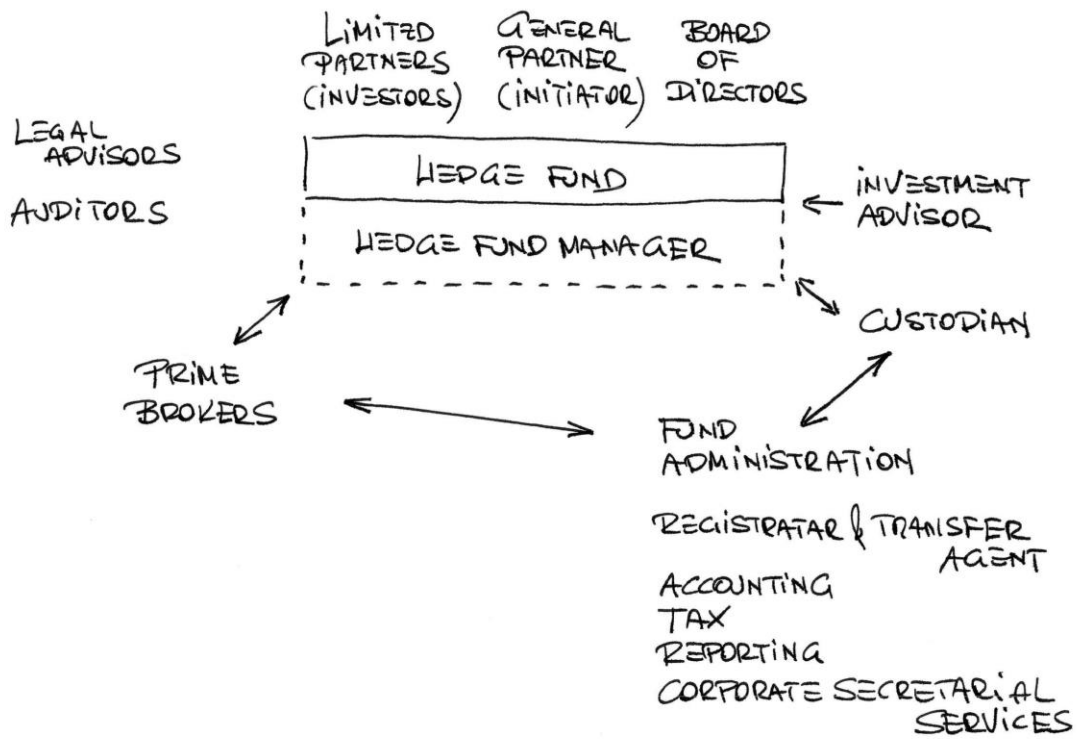 LIMITED
PARTNERS
(INVESTORS)
GENERAL
PARTNER
(INITIATOR)
BOARD
OF
DIRECTORS
LEGAL
ADVISORS
AUDITORS
HEDGE FUND
HEDGE FUND MANAGER
INVESTMENT
ADVISOR
CUSTODIAN
PRIME
BROKERS
FUND
ADMINISTRATION
REGISTRATAR & TRANSFER
AGENT
ACCOUNTING
TAX
REPORTING
CORPORATE SECRETARIAL
SERVICES